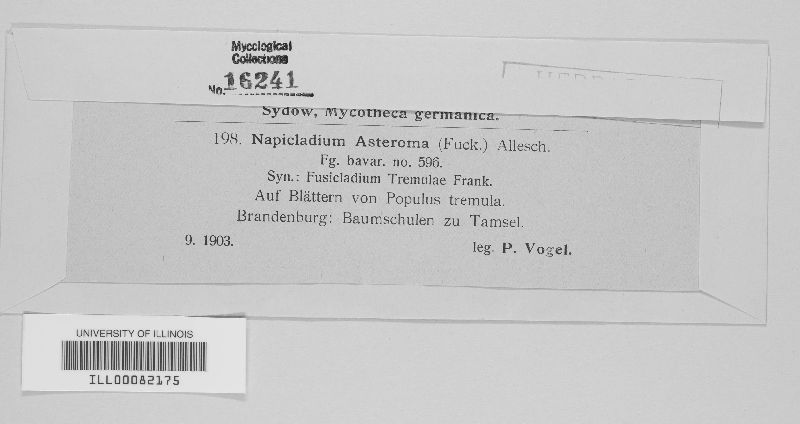 Mycological
Collections
No. 16241
Sydow, Mycotheca germanica.
198. Napicladium Asteroma (Fuck.) Allesch.
Fg. bavar. no. 596.
Syn.: Fusicladium Tremulae Frank.
Auf Blättern von Populus tremula.
Brandenburg: Baumschulen zu Tamsel.
9. 1903. leg. P. Vogel.
UNIVERSITY OF ILLINOIS
ILL00082175